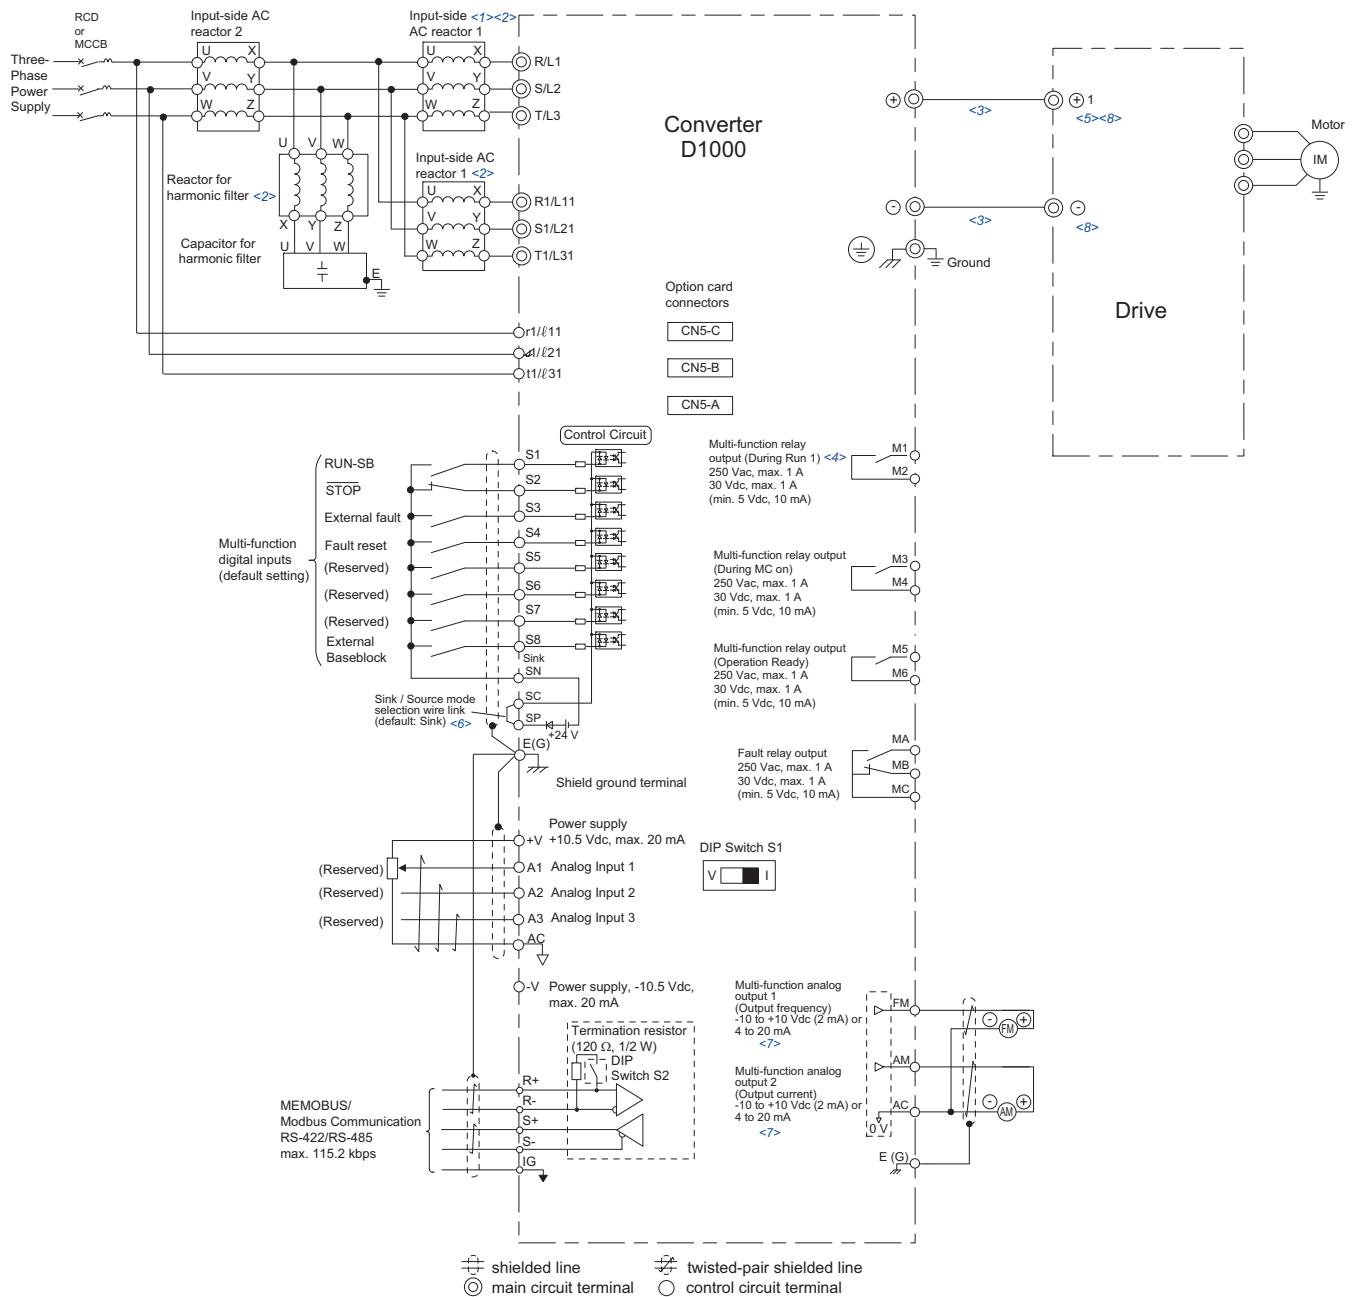 RCD
or
MCCB
Input-side AC
reactor 2
Input-side <1><2>
AC reactor 1
Three-
Phase
Power
Supply
U X
V Y
W Z
U X
V Y
W Z
R/L1
S/L2
T/L3
Converter
D1000
+
<3>
+ 1
<5><8>
Motor
IM
U V W
Reactor for
harmonic filter <2>
X Y Z
Input-side AC
reactor 1 <2>
U X
V Y
W Z
R1/L11
S1/L21
T1/L31
-
<3>
-
<8>
Ground
Capacitor for
harmonic filter
U V W
E
Drive
Option card
connectors
CN5-C
CN5-B
CN5-A
r1/ℓ11
1/ℓ21
t1/ℓ31
Control Circuit
Multi-function
digital inputs
(default setting)
RUN-SB
S1
STOP
S2
External fault
S3
Fault reset
S4
(Reserved)
S5
(Reserved)
S6
(Reserved)
S7
External
Baseblock
S8
Sink
SN
Sink / Source mode
selection wire link
(default: Sink) <6>
SC
SP
+24 V
E(G)
Shield ground terminal
Multi-function relay
output (During Run 1) <4>
250 Vac, max. 1 A
30 Vdc, max. 1 A
(min. 5 Vdc, 10 mA)
M1
M2
Multi-function relay output
(During MC on)
250 Vac, max. 1 A
30 Vdc, max. 1 A
(min. 5 Vdc, 10 mA)
M3
M4
Multi-function relay output
(Operation Ready)
250 Vac, max. 1 A
30 Vdc, max. 1 A
(min. 5 Vdc, 10 mA)
M5
M6
Fault relay output
250 Vac, max. 1 A
30 Vdc, max. 1 A
(min. 5 Vdc, 10 mA)
MA
MB
MC
Power supply
+V +10.5 Vdc, max. 20 mA
(Reserved)
A1 Analog Input 1
(Reserved)
A2 Analog Input 2
(Reserved)
A3 Analog Input 3
AC
-V Power supply, -10.5 Vdc,
max. 20 mA
DIP Switch S1
V I
Termination resistor
(120 Ω, 1/2 W)
DIP
Switch S2
MEMOBUS/
Modbus Communication
RS-422/RS-485
max. 115.2 kbps
R+
R-
S+
S-
IG
Multi-function analog
output 1
(Output frequency)
-10 to +10 Vdc (2 mA) or
4 to 20 mA
<7>
FM
- +
FM
Multi-function analog
output 2
(Output current)
-10 to +10 Vdc (2 mA) or
4 to 20 mA
<7>
AM
AC
0 V
- +
AM
E (G)
shielded line
twisted-pair shielded line
main circuit terminal
control circuit terminal